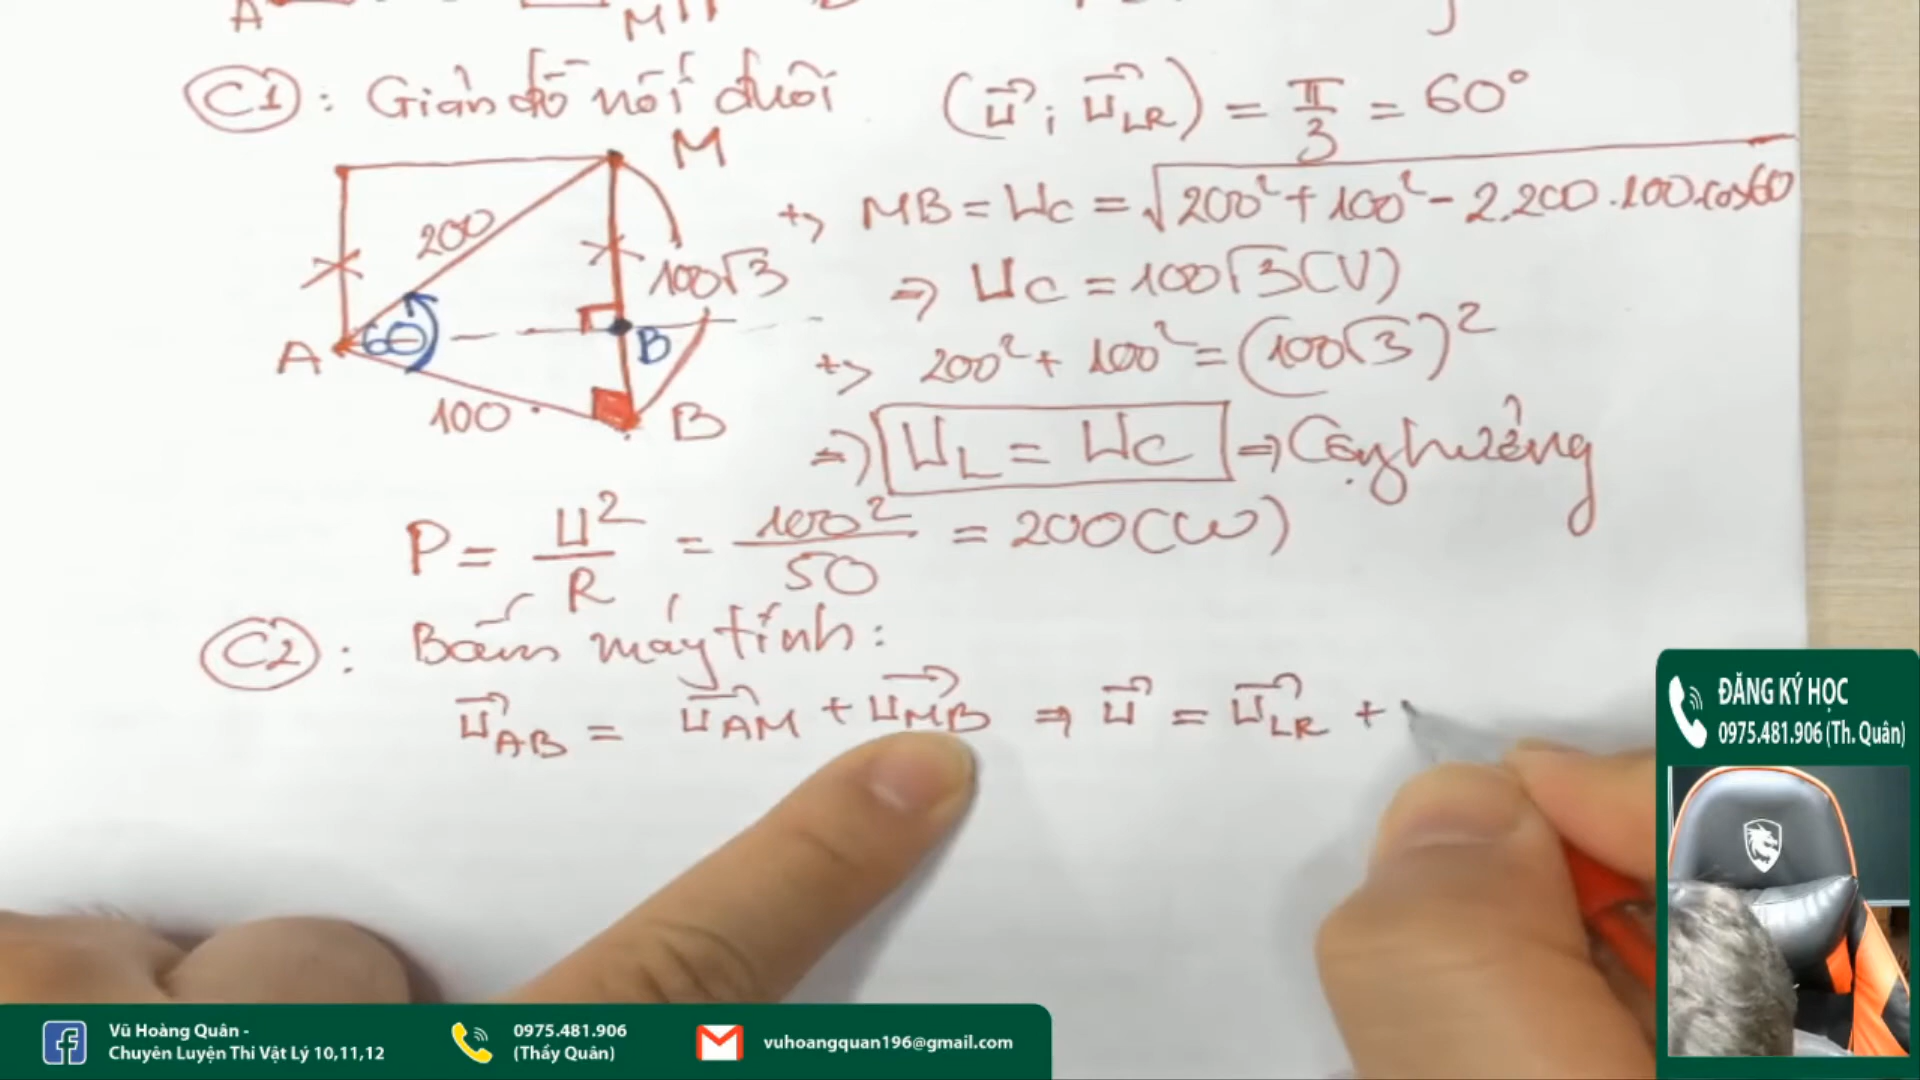 A M
C1 : Giản đồ nối đuôi (u⃗ ; u⃗LR) = π/3 = 60°
M
200
+> MB = UC = √200² + 100² - 2.200.100.cos60
100√3
=> UC = 100√3 (V)
A 60 B
+> 200² + 100² = (100√3)²
100 B
=> UL = UC => Cộng hưởng
P = U²/R = 100²/50 = 200 (W)
C2 : Bấm máy tính :
u⃗AB = u⃗AM + u⃗MB => u⃗ = u⃗LR +
ĐĂNG KÝ HỌC
0975.481.906 (Th. Quân)
Vũ Hoàng Quân -
Chuyên Luyện Thi Vật Lý 10,11,12
0975.481.906
(Thầy Quân)
vuhoangquan196@gmail.com